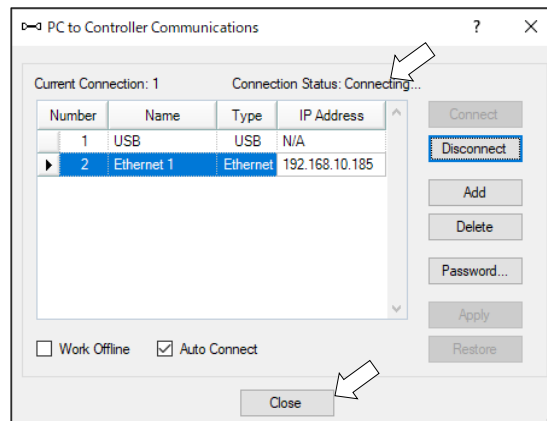 PC to Controller Communications ? ×
Current Connection: 1 Connection Status: Connecting...
Number Name Type IP Address
1 USB USB N/A
Connect
2 Ethernet 1 Ethernet 192.168.10.185
Disconnect
Add
Delete
Password...
Apply
Work Offline Auto Connect
Restore
Close